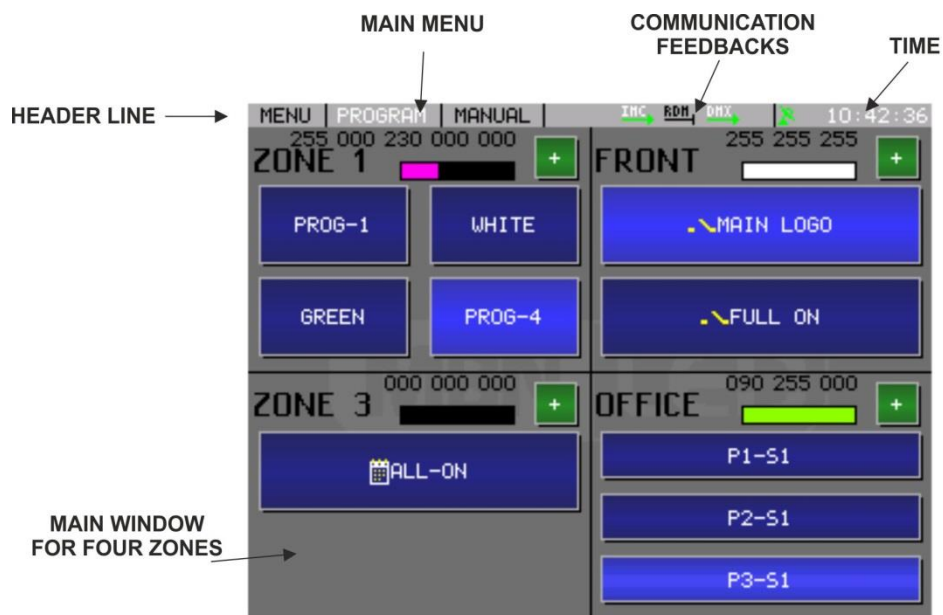 MAIN MENU
COMMUNICATION
FEEDBACKS
TIME
HEADER LINE
MENU PROGRAM MANUAL IMC RDM DMX 10:42:36
255 000 230 000 000
ZONE 1 +
PROG-1 WHITE
GREEN PROG-4
255 255 255
FRONT +
MAIN LOGO
FULL ON
000 000 000
ZONE 3 +
ALL-ON
090 255 000
OFFICE +
P1-S1
P2-S1
P3-S1
MAIN WINDOW
FOR FOUR ZONES